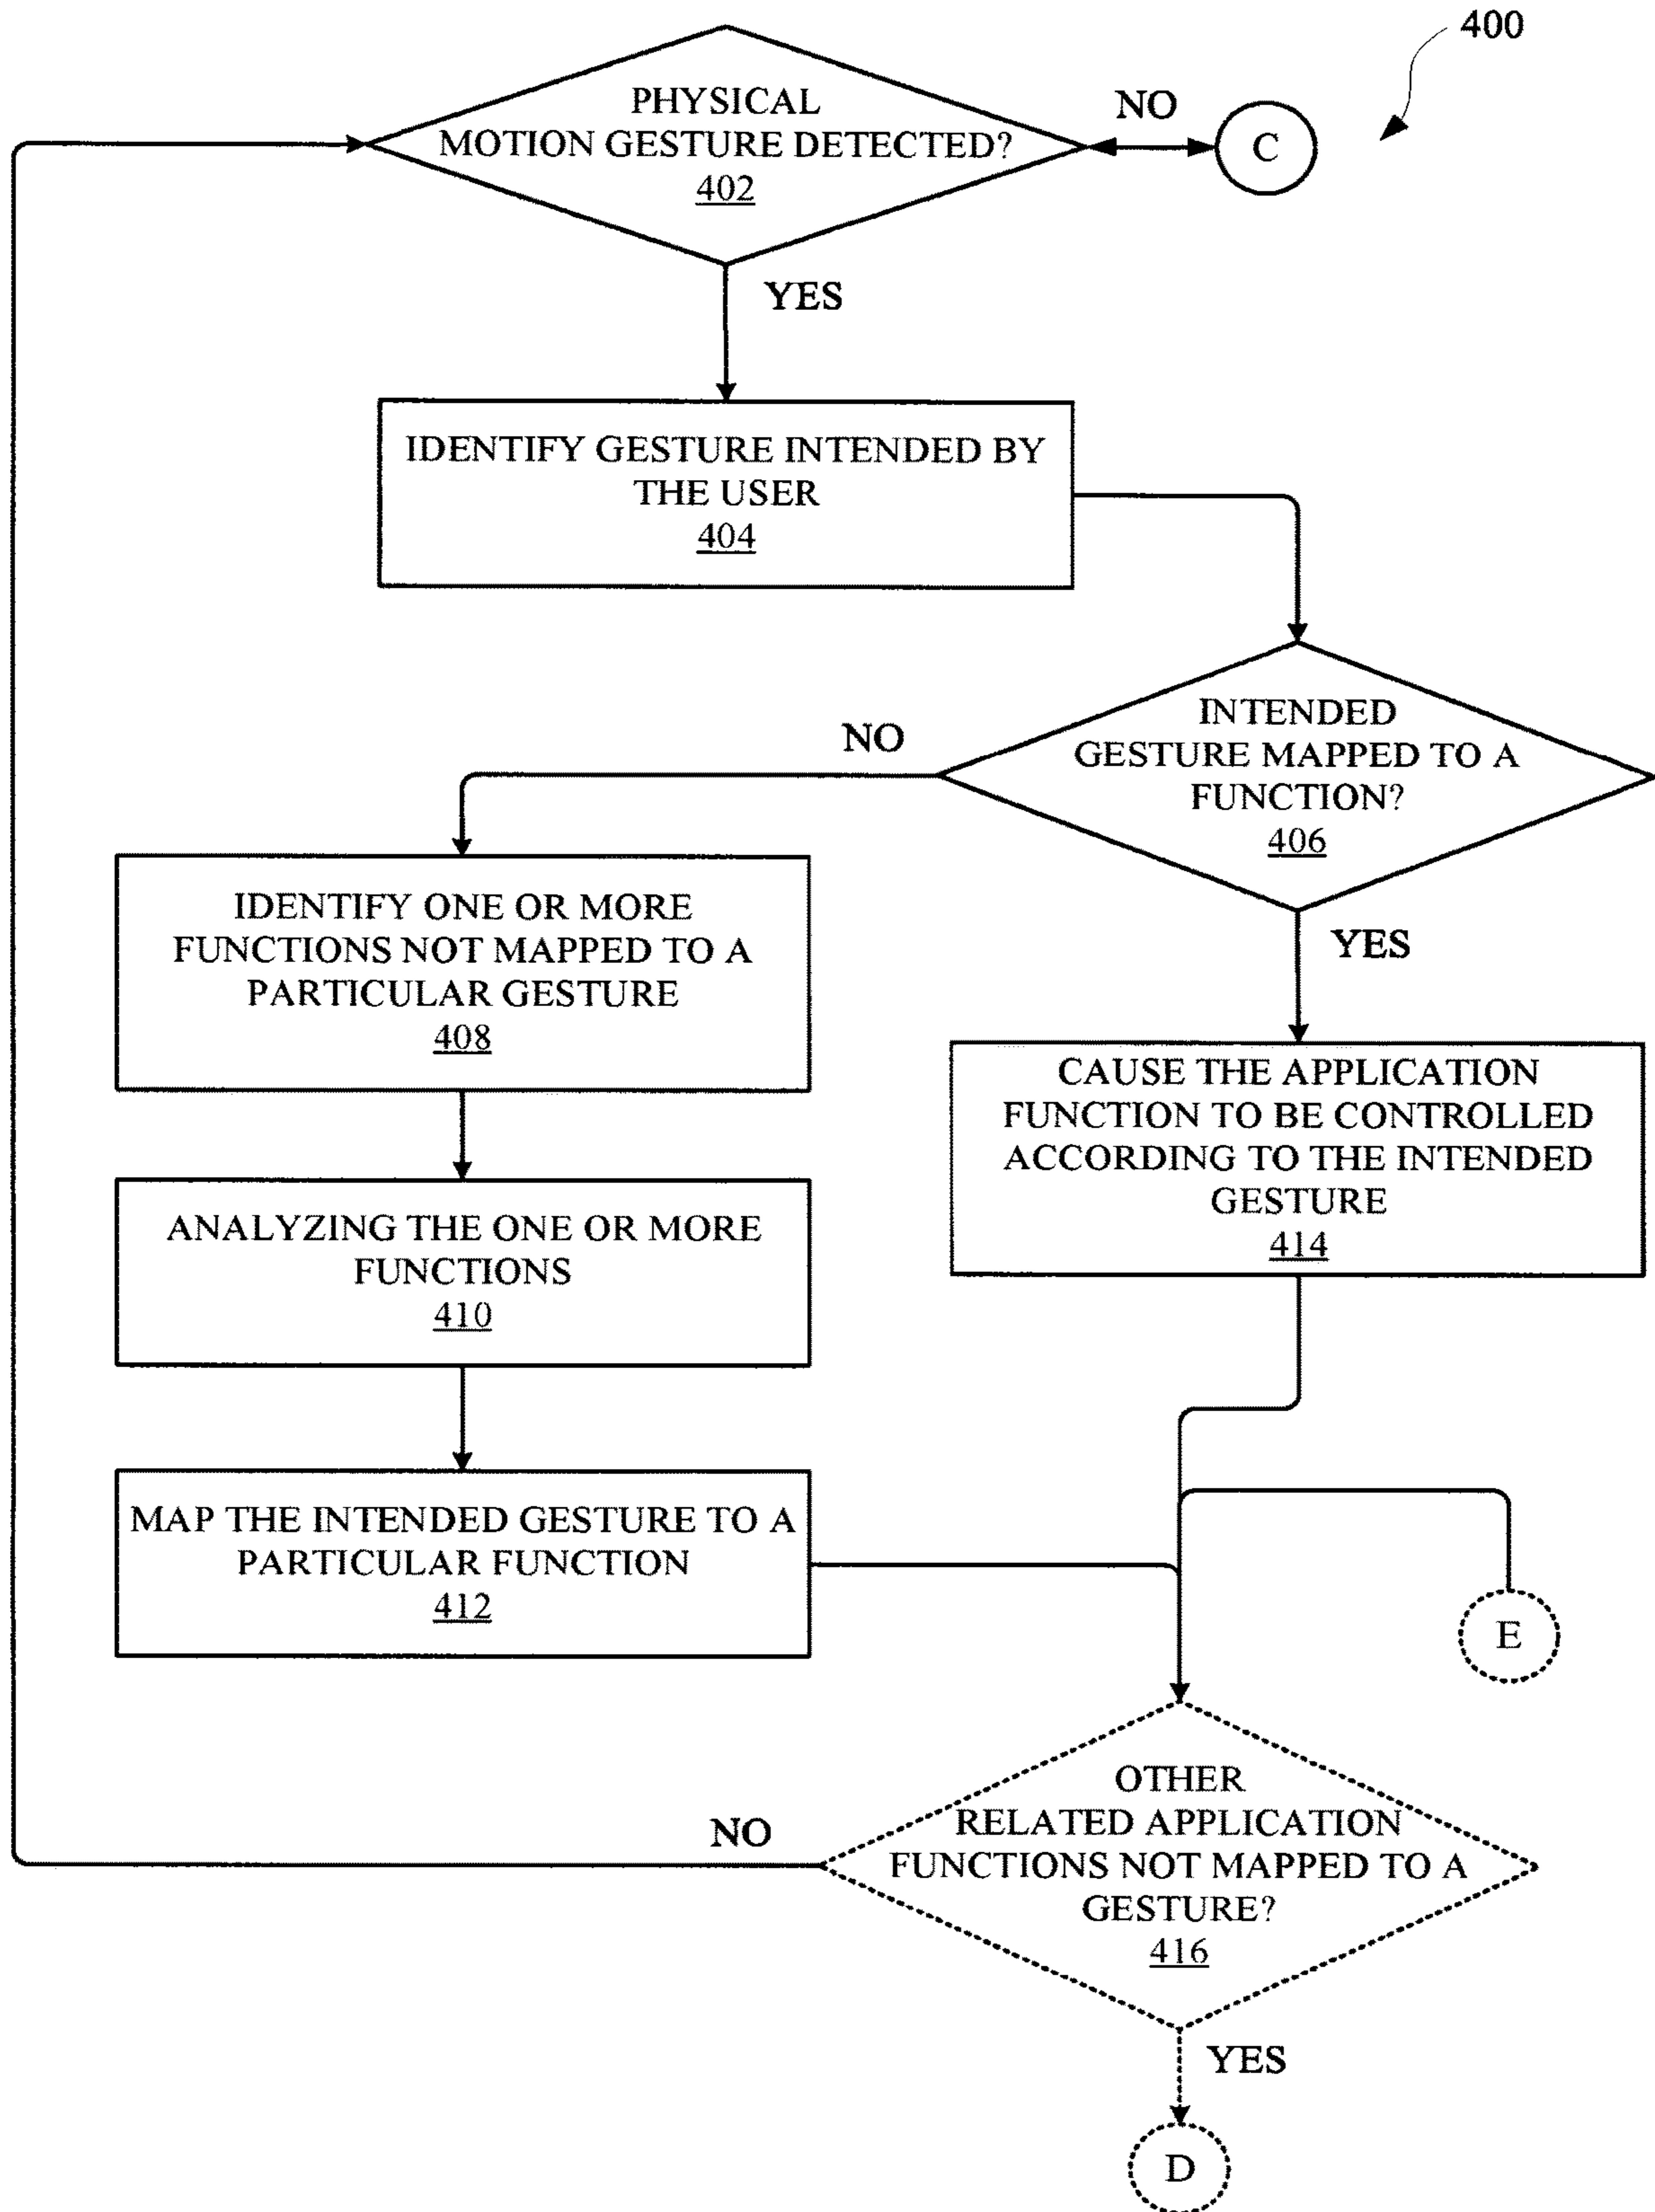 400
PHYSICAL
MOTION GESTURE DETECTED?
402
NO
C
YES
IDENTIFY GESTURE INTENDED BY
THE USER
404
INTENDED
GESTURE MAPPED TO A
FUNCTION?
406
NO
YES
IDENTIFY ONE OR MORE
FUNCTIONS NOT MAPPED TO A
PARTICULAR GESTURE
408
CAUSE THE APPLICATION
FUNCTION TO BE CONTROLLED
ACCORDING TO THE INTENDED
GESTURE
414
ANALYZING THE ONE OR MORE
FUNCTIONS
410
MAP THE INTENDED GESTURE TO A
PARTICULAR FUNCTION
412
E
OTHER
RELATED APPLICATION
FUNCTIONS NOT MAPPED TO A
GESTURE?
416
NO
YES
D